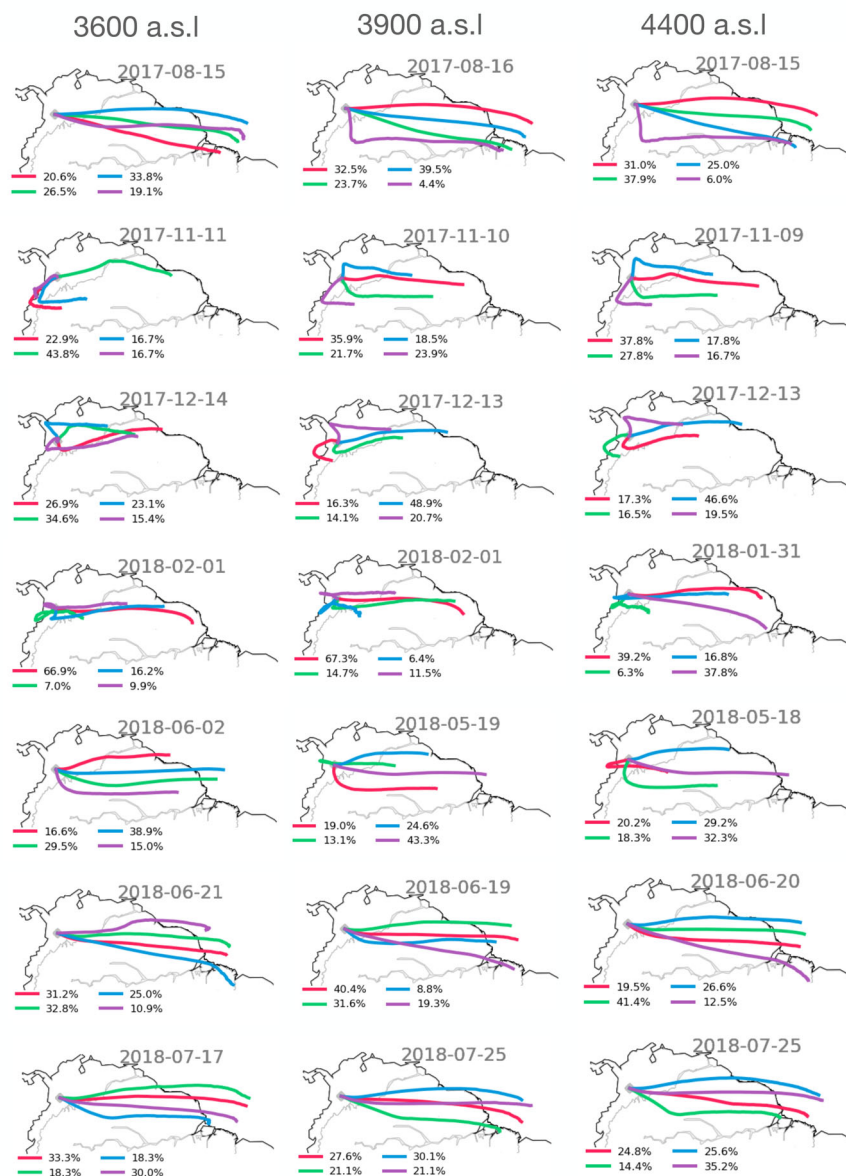 3600 a.s.l 3900 a.s.l 4400 a.s.l
2017-08-15 2017-08-16 2017-08-15
20.6% 33.8% 32.5% 39.5% 31.0% 25.0%
26.5% 19.1% 23.7% 4.4% 37.9% 6.0%
2017-11-11 2017-11-10 2017-11-09
22.9% 16.7% 35.9% 18.5% 37.8% 17.8%
43.8% 16.7% 21.7% 23.9% 27.8% 16.7%
2017-12-14 2017-12-13 2017-12-13
26.9% 23.1% 16.3% 48.9% 17.3% 46.6%
34.6% 15.4% 14.1% 20.7% 16.5% 19.5%
2018-02-01 2018-02-01 2018-01-31
66.9% 16.2% 67.3% 6.4% 39.2% 16.8%
7.0% 9.9% 14.7% 11.5% 6.3% 37.8%
2018-06-02 2018-05-19 2018-05-18
16.6% 38.9% 19.0% 24.6% 20.2% 29.2%
29.5% 15.0% 13.1% 43.3% 18.3% 32.3%
2018-06-21 2018-06-19 2018-06-20
31.2% 25.0% 40.4% 8.8% 19.5% 26.6%
32.8% 10.9% 31.6% 19.3% 41.4% 12.5%
2018-07-17 2018-07-25 2018-07-25
33.3% 18.3% 27.6% 30.1% 24.8% 25.6%
18.3% 30.0% 21.1% 21.1% 14.4% 35.2%